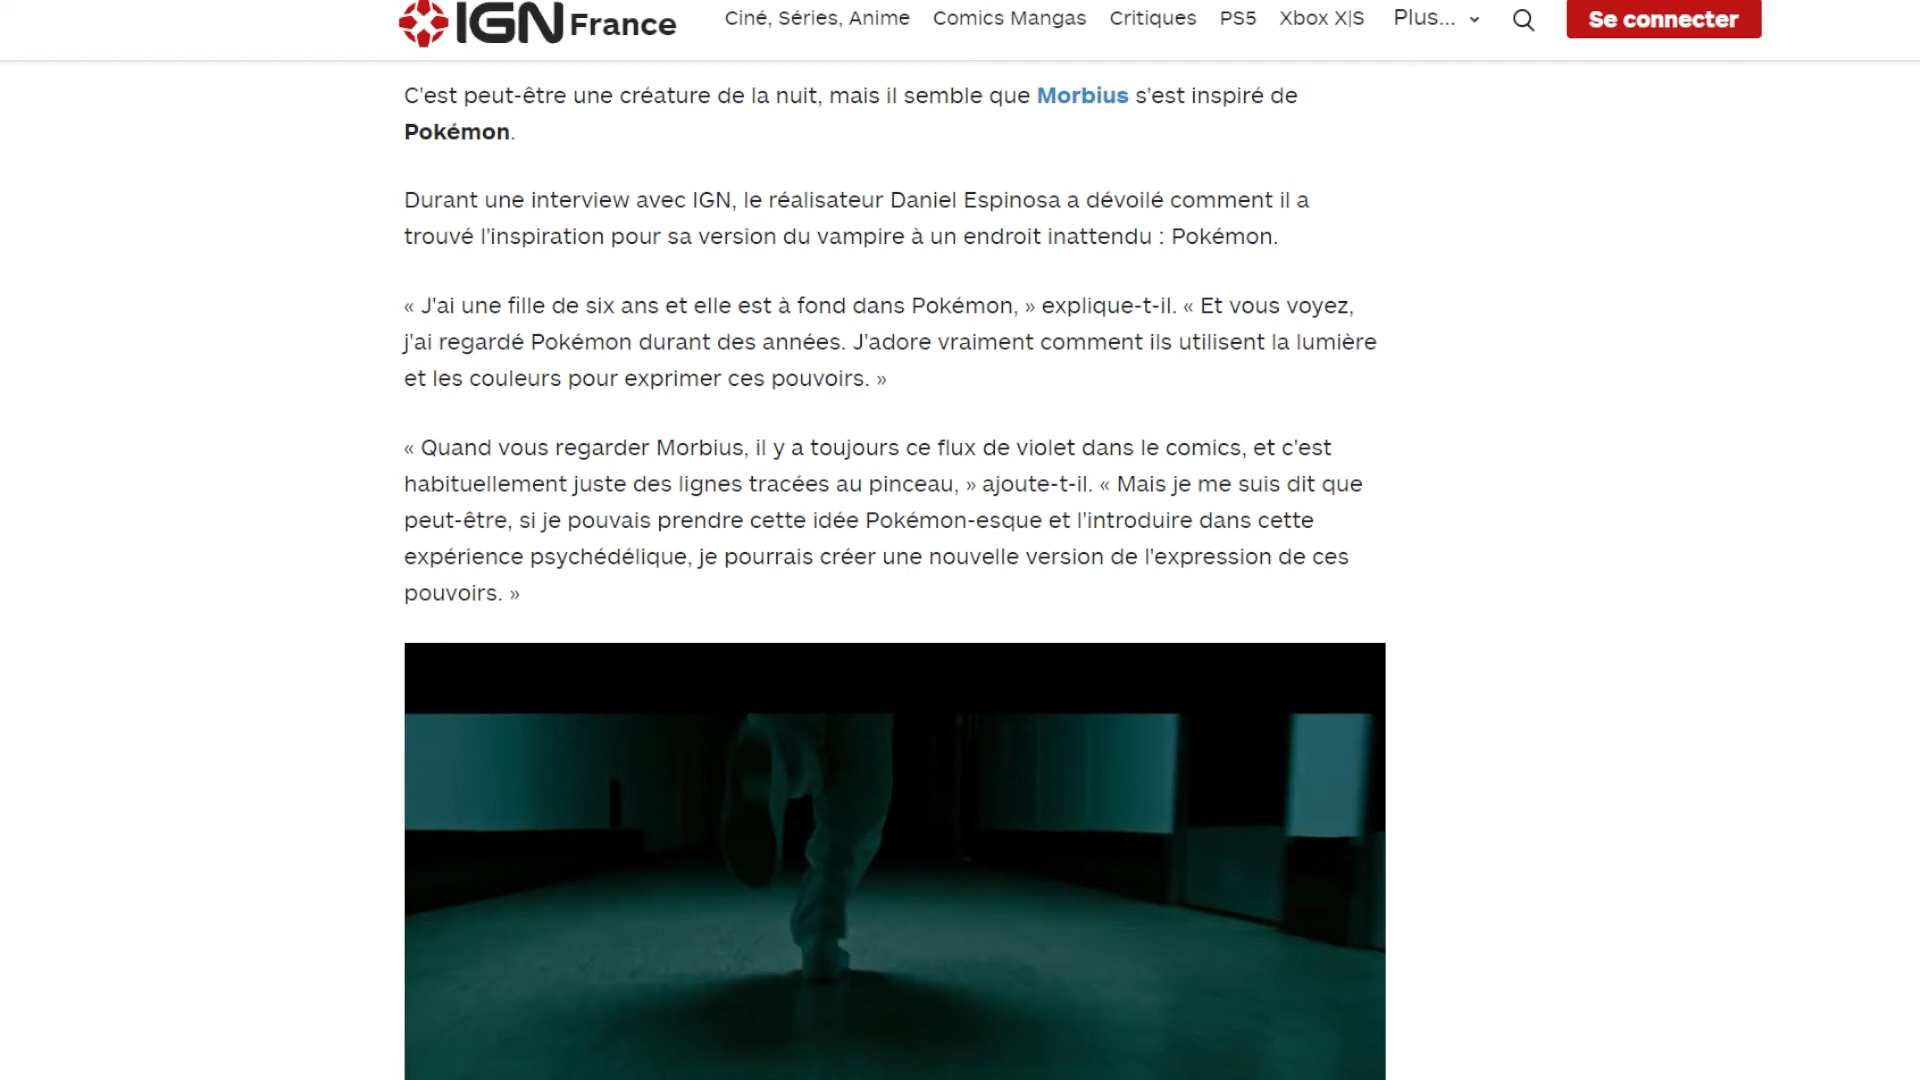 IGN France
Ciné, Séries, Anime Comics Mangas Critiques PS5 Xbox X|S Plus... Se connecter
C'est peut-être une créature de la nuit, mais il semble que Morbius s'est inspiré de
Pokémon.
Durant une interview avec IGN, le réalisateur Daniel Espinosa a dévoilé comment il a
trouvé l'inspiration pour sa version du vampire à un endroit inattendu : Pokémon.
« J'ai une fille de six ans et elle est à fond dans Pokémon, » explique-t-il. « Et vous voyez,
j'ai regardé Pokémon durant des années. J'adore vraiment comment ils utilisent la lumière
et les couleurs pour exprimer ces pouvoirs. »
« Quand vous regarder Morbius, il y a toujours ce flux de violet dans le comics, et c'est
habituellement juste des lignes tracées au pinceau, » ajoute-t-il. « Mais je me suis dit que
peut-être, si je pouvais prendre cette idée Pokémon-esque et l'introduire dans cette
expérience psychédélique, je pourrais créer une nouvelle version de l'expression de ces
pouvoirs. »